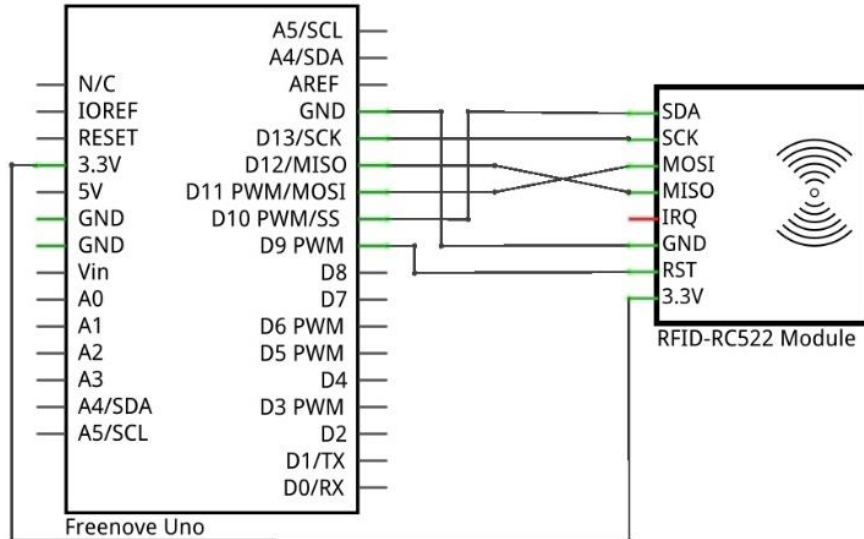 N/C
IOREF
RESET
3.3V
5V
GND
GND
Vin
A0
A1
A2
A3
A4/SDA
A5/SCL
A5/SCL
A4/SDA
AREF
GND
D13/SCK
D12/MISO
D11 PWM/MOSI
D10 PWM/SS
D9 PWM
D8
D7
D6 PWM
D5 PWM
D4
D3 PWM
D2
D1/TX
D0/RX
Freenove Uno
SDA
SCK
MOSI
MISO
IRQ
GND
RST
3.3V
RFID-RC522 Module